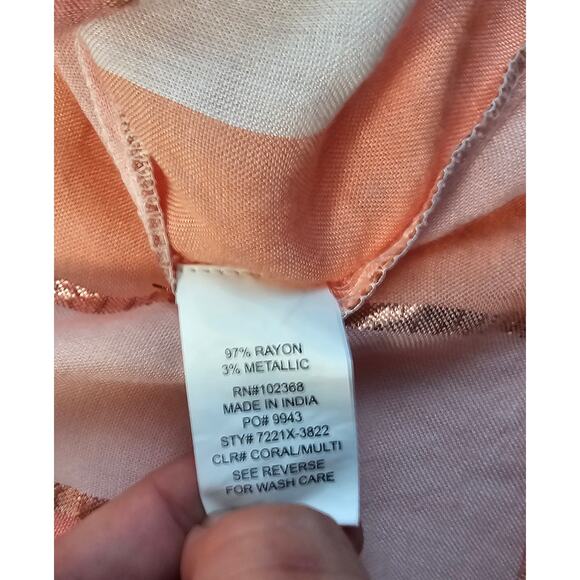 97% RAYON
3% METALLIC
RN#102368
MADE IN INDIA
PO# 9943
STY# 7221X-3822
CLR# CORAL/MULTI
SEE REVERSE
FOR WASH CARE